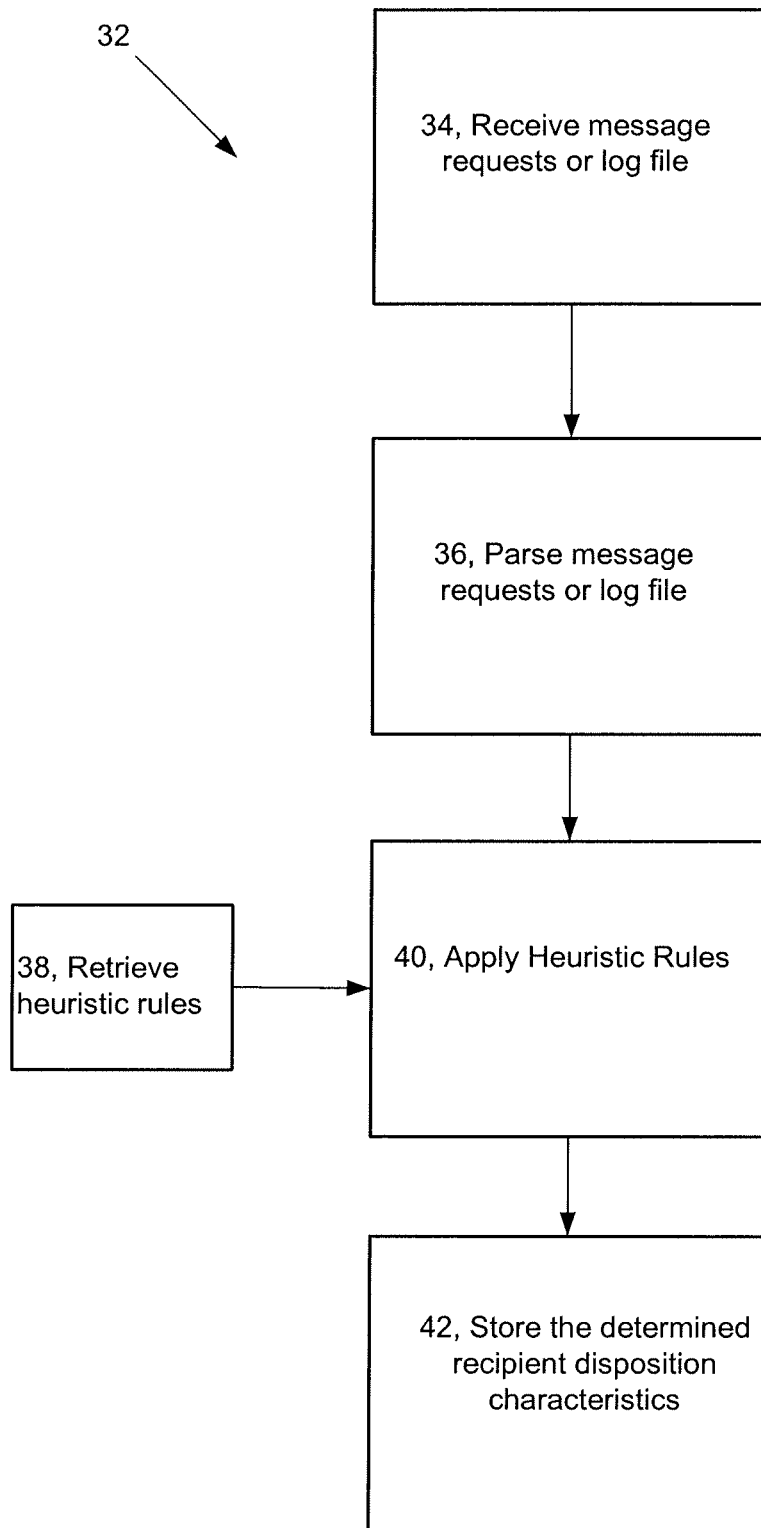 32
34, Receive message
requests or log file
36, Parse message
requests or log file
38, Retrieve
heuristic rules
40, Apply Heuristic Rules
42, Store the determined
recipient disposition
characteristics